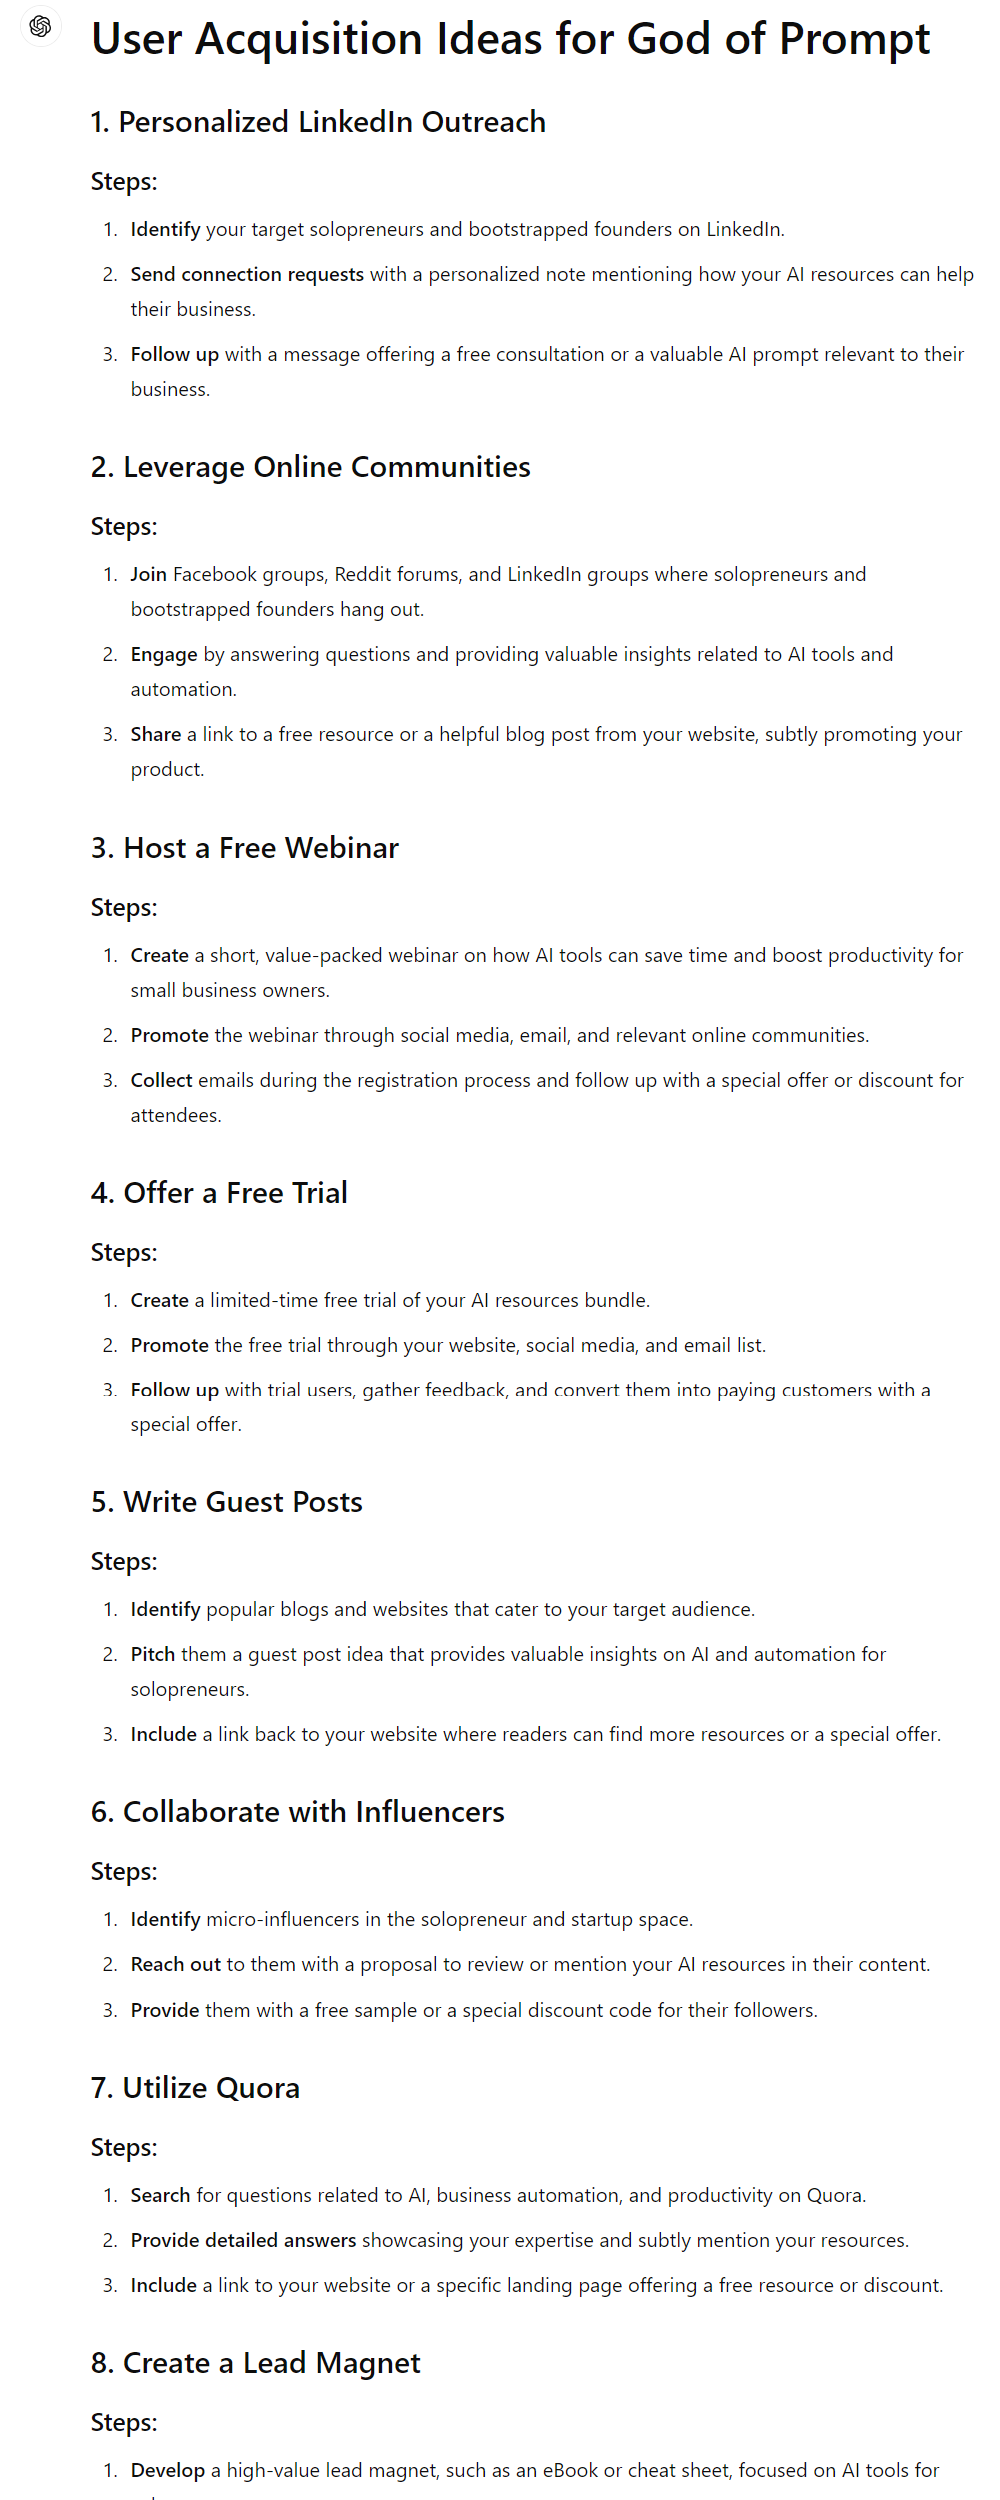 User Acquisition Ideas for God of Prompt
1. Personalized LinkedIn Outreach
Steps:
1. Identify your target solopreneurs and bootstrapped founders on LinkedIn.
2. Send connection requests with a personalized note mentioning how your AI resources can help
their business.
3. Follow up with a message offering a free consultation or a valuable AI prompt relevant to their
business.
2. Leverage Online Communities
Steps:
1. Join Facebook groups, Reddit forums, and LinkedIn groups where solopreneurs and
bootstrapped founders hang out.
2. Engage by answering questions and providing valuable insights related to AI tools and
automation.
3. Share a link to a free resource or a helpful blog post from your website, subtly promoting your
product.
3. Host a Free Webinar
Steps:
1. Create a short, value-packed webinar on how AI tools can save time and boost productivity for
small business owners.
2. Promote the webinar through social media, email, and relevant online communities.
3. Collect emails during the registration process and follow up with a special offer or discount for
attendees.
4. Offer a Free Trial
Steps:
1. Create a limited-time free trial of your AI resources bundle.
2. Promote the free trial through your website, social media, and email list.
3. Follow up with trial users, gather feedback, and convert them into paying customers with a
special offer.
5. Write Guest Posts
Steps:
1. Identify popular blogs and websites that cater to your target audience.
2. Pitch them a guest post idea that provides valuable insights on AI and automation for
solopreneurs.
3. Include a link back to your website where readers can find more resources or a special offer.
6. Collaborate with Influencers
Steps:
1. Identify micro-influencers in the solopreneur and startup space.
2. Reach out to them with a proposal to review or mention your AI resources in their content.
3. Provide them with a free sample or a special discount code for their followers.
7. Utilize Quora
Steps:
1. Search for questions related to AI, business automation, and productivity on Quora.
2. Provide detailed answers showcasing your expertise and subtly mention your resources.
3. Include a link to your website or a specific landing page offering a free resource or discount.
8. Create a Lead Magnet
Steps:
1. Develop a high-value lead magnet, such as an eBook or cheat sheet, focused on AI tools for